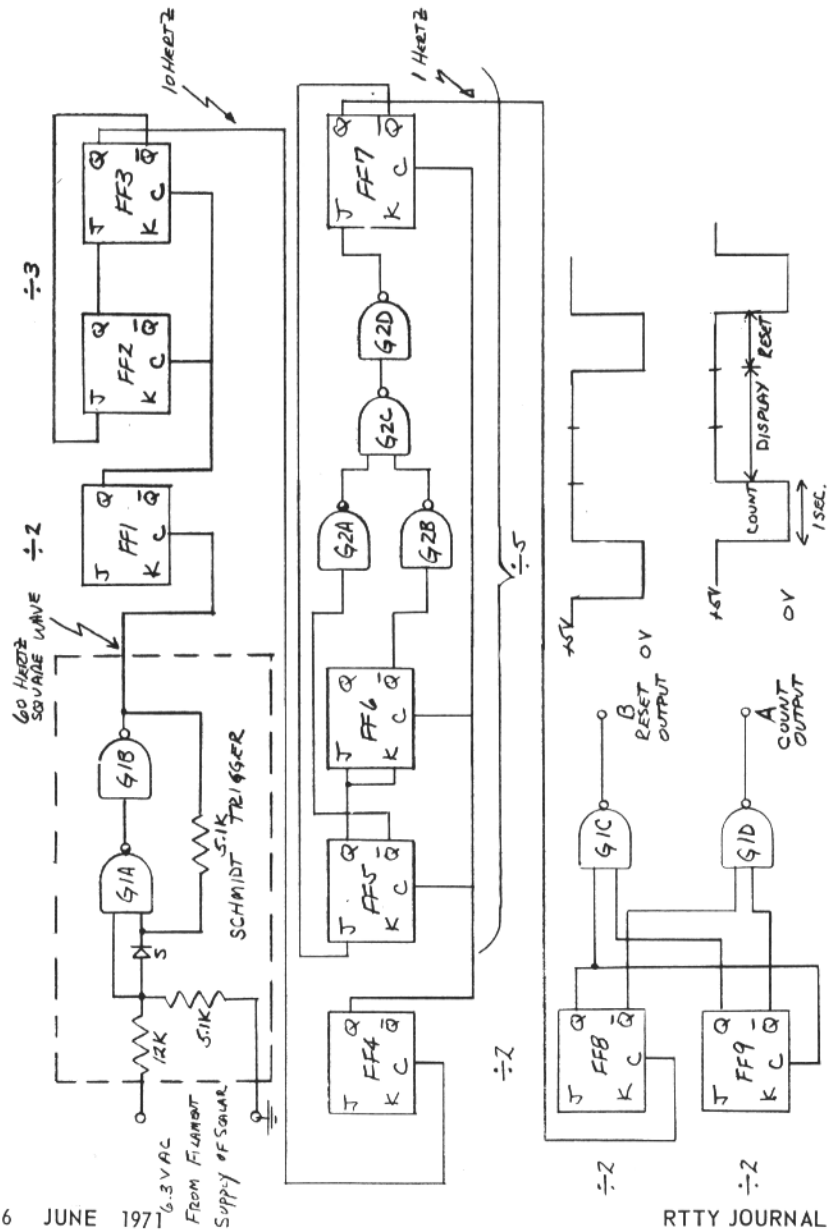 60 HERTZ
SQUARE WAVE
÷2
÷3
10 HERTZ
6.3 VAC
FROM FILAMENT
SUPPLY OF SCALAR
12K
5.1K
S
G1A
G1B
5.1K
SCHMIDT TRIGGER
J
Q
FF1
K
C
Q̅
J
Q
FF2
K
C
Q̅
J
Q
FF3
K
C
Q̅
J
Q
FF4
K
C
Q̅
÷2
J
Q
FF5
K
C
Q̅
J
Q
FF6
K
C
Q̅
G2A
G2B
G2C
G2D
J
Q
FF7
K
C
Q̅
÷5
1 HERTZ
÷2
J
Q
FF8
K
C
Q̅
÷2
J
Q
FF9
K
C
Q̅
G1C
B
RESET
OUTPUT
G1D
A
COUNT
OUTPUT
+5V
0V
+5V
0V
COUNT
DISPLAY
RESET
1 SEC.
6 JUNE 1971
RTTY JOURNAL